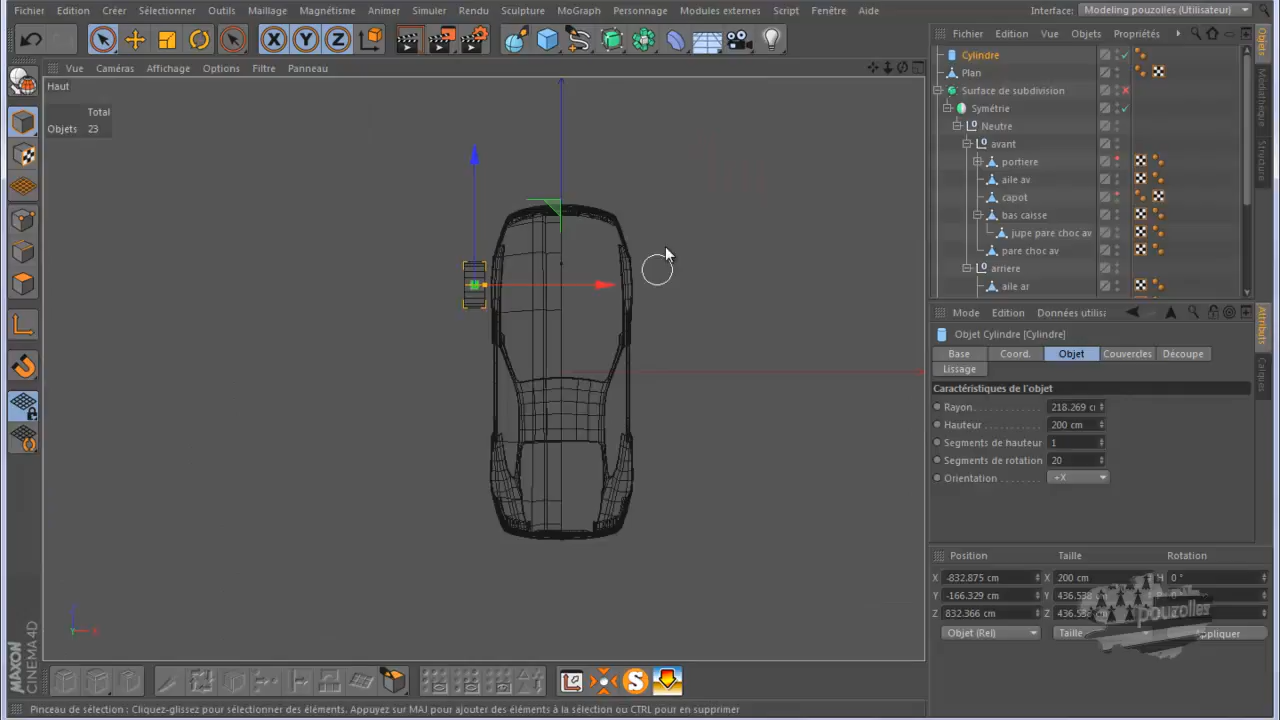 Fichier Edition Créer Sélectionner Outils Maillage Magnétisme Animer Simuler Rendu Sculpture MoGraph Personnage Modules externes Script Fenêtre Aide Interface: Modeling pouzolles (Utilisateur)
X Y Z
Fichier Edition Vue Objets Propriétés
Vue Caméras Affichage Options Filtre Panneau
Haut
Total
Objets 23
Cylindre
Plan
Surface de subdivision
Symétrie
Neutre
avant
portiere
aile av
capot
bas caisse
jupe pare choc av
pare choc av
arriere
aile ar
Objets
Médiathèque
Structure
Mode Edition Données utilis:
Objet Cylindre [Cylindre]
Base Coord. Objet Couvercles Découpe
Lissage
Caractéristiques de l'objet
Rayon 218.269 c
Hauteur 200 cm
Segments de hauteur 1
Segments de rotation 20
Orientation +X
Attributs
Calques
Position Taille Rotation
X -832.875 cm X 200 cm H 0 °
Y -166.329 cm Y 436.538 cm
Z 832.366 cm Z 436.538
pouzolles
Objet (Rel) Taille Appliquer
Y X
MAXON
CINEMA 4D
S
Pinceau de sélection : Cliquez-glissez pour sélectionner des éléments. Appuyez sur MAJ pour ajouter des éléments à la sélection ou CTRL pour en supprimer